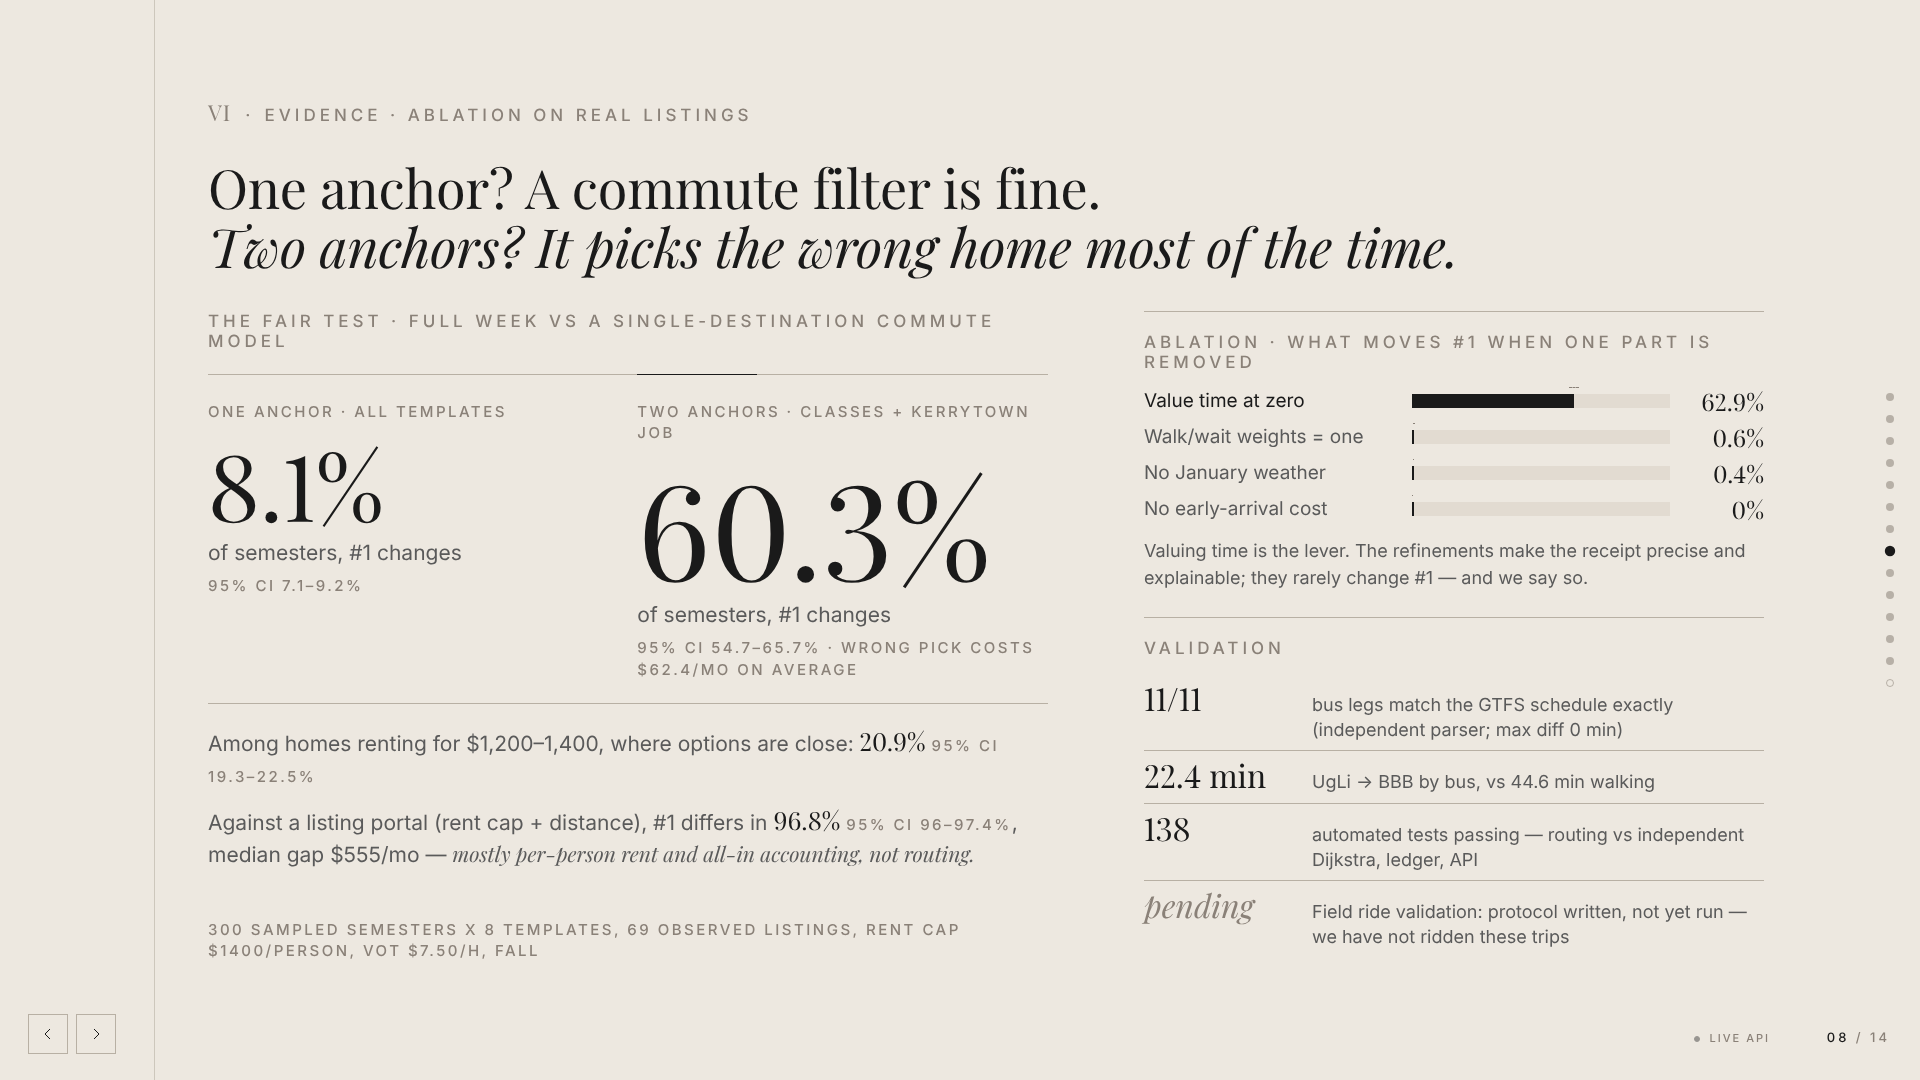 VI · EVIDENCE · ABLATION ON REAL LISTINGS
One anchor? A commute filter is fine.
Two anchors? It picks the wrong home most of the time.
THE FAIR TEST · FULL WEEK VS A SINGLE-DESTINATION COMMUTE
MODEL
ONE ANCHOR · ALL TEMPLATES
8.1%
of semesters, #1 changes
95% CI 7.1–9.2%
TWO ANCHORS · CLASSES + KERRYTOWN
JOB
60.3%
of semesters, #1 changes
95% CI 54.7–65.7% · WRONG PICK COSTS
$62.4/MO ON AVERAGE
Among homes renting for $1,200–1,400, where options are close: 20.9% 95% CI
19.3–22.5%
Against a listing portal (rent cap + distance), #1 differs in 96.8% 95% CI 96–97.4%,
median gap $555/mo — mostly per-person rent and all-in accounting, not routing.
300 SAMPLED SEMESTERS X 8 TEMPLATES, 69 OBSERVED LISTINGS, RENT CAP
$1400/PERSON, VOT $7.50/H, FALL
ABLATION · WHAT MOVES #1 WHEN ONE PART IS
REMOVED
Value time at zero 62.9%
Walk/wait weights = one 0.6%
No January weather 0.4%
No early-arrival cost 0%
Valuing time is the lever. The refinements make the receipt precise and
explainable; they rarely change #1 — and we say so.
VALIDATION
11/11 bus legs match the GTFS schedule exactly
(independent parser; max diff 0 min)
22.4 min UgLi → BBB by bus, vs 44.6 min walking
138 automated tests passing — routing vs independent
Dijkstra, ledger, API
pending Field ride validation: protocol written, not yet run —
we have not ridden these trips
LIVE API 08 / 14